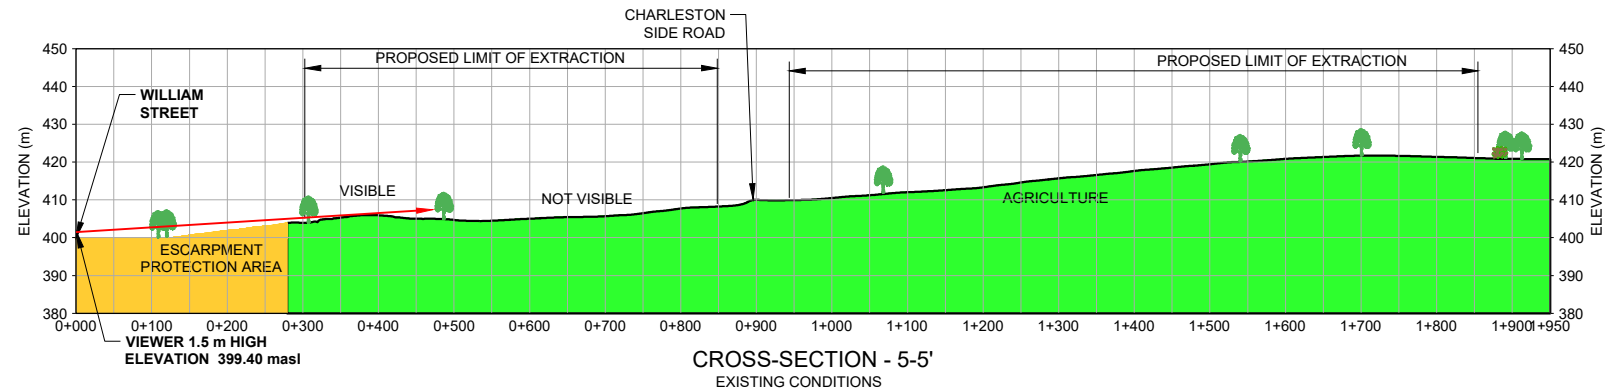 CHARLESTON
SIDE ROAD
PROPOSED LIMIT OF EXTRACTION
PROPOSED LIMIT OF EXTRACTION
450
440
430
420
410
400
390
380
ELEVATION (m)
450
440
430
420
410
400
390
380
ELEVATION (m)
WILLIAM
STREET
VISIBLE
NOT VISIBLE
AGRICULTURE
ESCARPMENT
PROTECTION AREA
0+000 0+100 0+200 0+300 0+400 0+500 0+600 0+700 0+800 0+900 1+000 1+100 1+200 1+300 1+400 1+500 1+600 1+700 1+800 1+900 1+950
VIEWER 1.5 m HIGH
ELEVATION 399.40 masl
CROSS-SECTION - 5-5'
EXISTING CONDITIONS